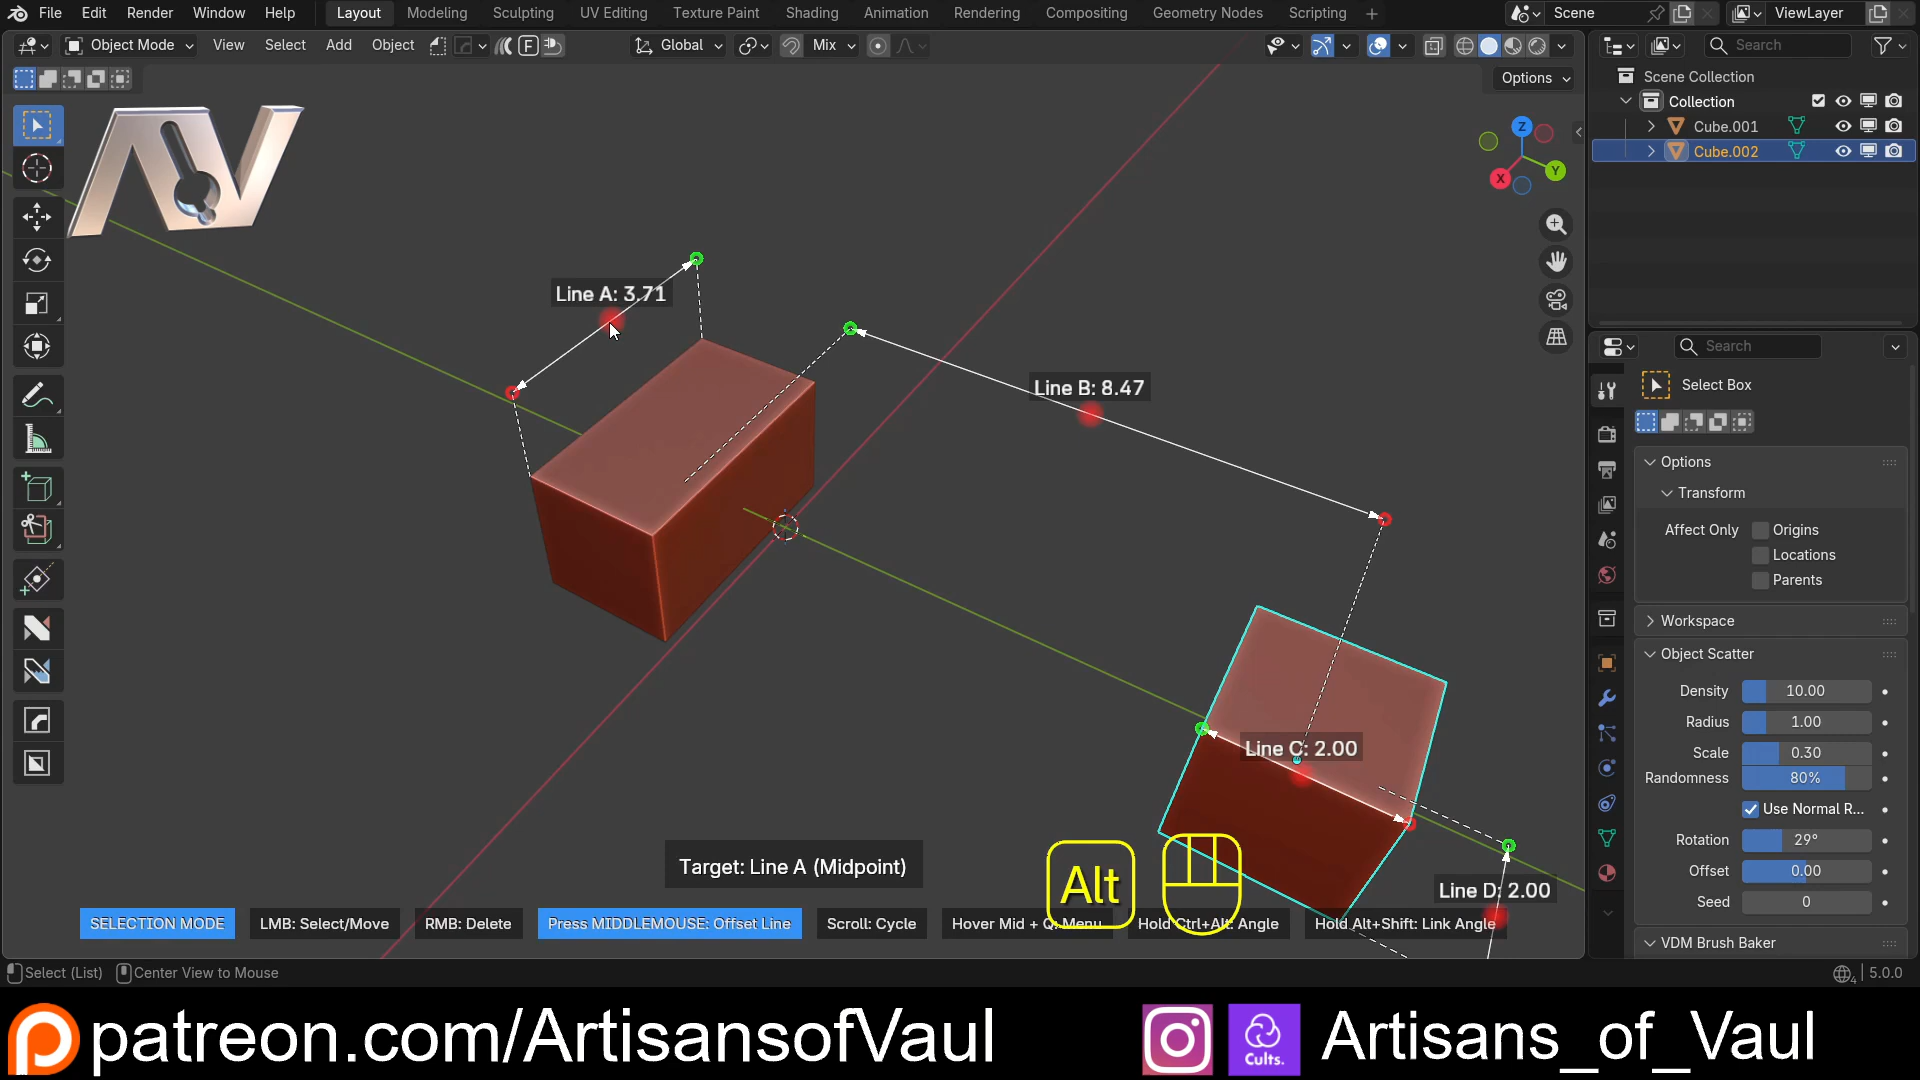 File Edit Render Window Help Layout Modeling Sculpting UV Editing Texture Paint Shading Animation Rendering Compositing Geometry Nodes Scripting + Scene ViewLayer
Object Mode View Select Add Object F Global Mix Search
Options
Scene Collection
Collection
Cube.001
Cube.002
Z
Y
X
AV
Line A: 3.71
Line B: 8.47
Line C: 2.00
Line D: 2.00
Search
Select Box
Options
Transform
Affect Only Origins
Locations
Parents
Workspace
Object Scatter
Density 10.00
Radius 1.00
Scale 0.30
Randomness 80%
Use Normal R...
Rotation 29°
Offset 0.00
Seed 0
VDM Brush Baker
Target: Line A (Midpoint)
Alt
SELECTION MODE LMB: Select/Move RMB: Delete Press MIDDLEMOUSE: Offset Line Scroll: Cycle Hover Mid + Q: Menu Hold Ctrl+Alt: Angle Hold Alt+Shift: Link Angle
Select (List) Center View to Mouse 5.0.0
patreon.com/ArtisansofVaul Cults. Artisans_of_Vaul